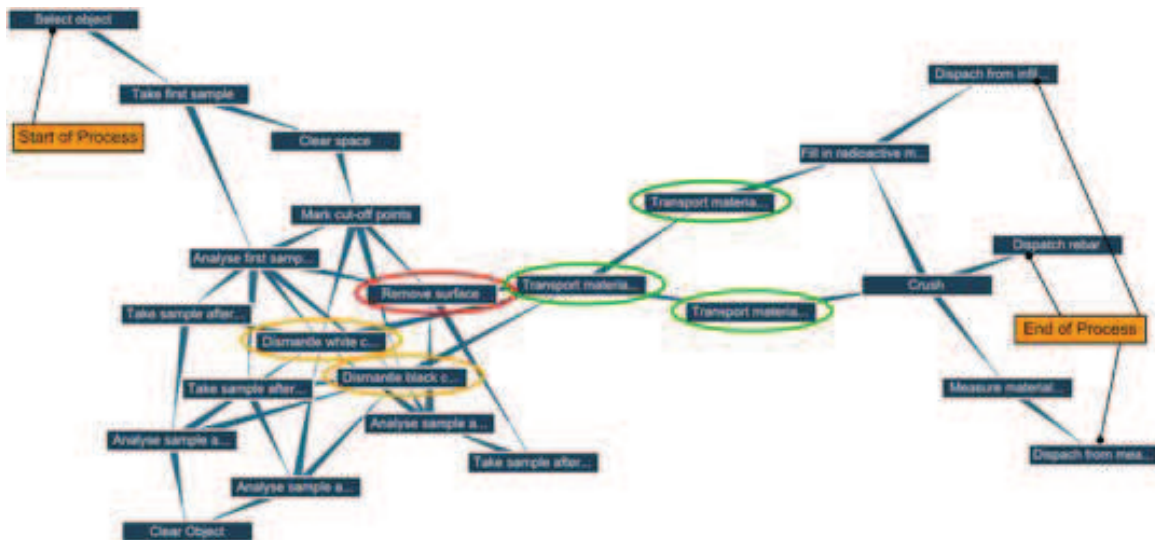 Select object
Dispach from infil...
Take first sample
Start of Process
Clear space
Fill in radioactive m...
Transport materia...
Mark cut-off points
Dispatch rebar
Analyse first samp...
Transport materia...
Crush
Remove surface
Take sample after...
Transport materia...
End of Process
Dismantle white c...
Dismantle black c...
Take sample after...
Measure material...
Analyse sample a...
Analyse sample a...
Dispach from mea...
Take sample after...
Analyse sample a...
Clear Object